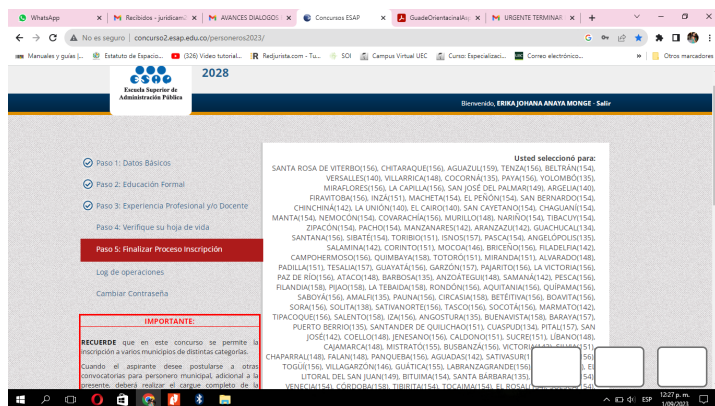 WhatsApp
Recibidos - juridicam
AVANCES DIALOGOS
Concursos ESAP
GuadeOrientacinalAsp
URGENTE TERMINAR
No es seguro | concurso2.esap.edu.co/personeros2023/
Manuales y guías j...
Estatuto de Espacio...
(326) Video tutorial...
Redjurista.com - Tu...
SOI
Campus Virtual UEC
Curso: Especializaci...
Correo electrónico...
Otros marcadores
ESAP
Escuela Superior de
Administración Pública
2028
Bienvenido, ERIKA JOHANA ANAYA MONGE - Salir
Paso 1: Datos Básicos
Paso 2: Educación Formal
Paso 3: Experiencia Profesional y/o Docente
Paso 4: Verifique su hoja de vida
Paso 5: Finalizar Proceso Inscripción
Log de operaciones
Cambiar Contraseña
IMPORTANTE:
RECUERDE que en este concurso se permite la
inscripción a varios municipios de distintas categorías.
Cuando el aspirante desee postularse a otras
convocatorias para personero municipal, adicional a la
presente, deberá realizar el cargue completo de la
Usted seleccionó para:
SANTA ROSA DE VITERBO(156), CHITARAQUE(156), AGUAZUL(159), TENZA(156), BELTRÁN(154),
VERSALLES(140), VILLARRICA(148), COCORNÁ(135), PAYA(156), YOLOMBÓ(135),
MIRAFLORES(156), LA CAPILLA(156), SAN JOSÉ DEL PALMAR(149), ARGELIA(140),
FIRAVITOBA(156), INZÁ(151), MACHETA(154), EL PEÑÓN(154), SAN BERNARDO(154),
CHINCHINÁ(142), LA UNIÓN(140), EL CAIRO(140), SAN CAYETANO(154), CHAGUANÍ(154),
MANTA(154), NEMOCÓN(154), COVARACHÍA(156), MURILLO(148), NARIÑO(154), TIBACUY(154),
ZIPACÓN(154), PACHO(154), MANZANARES(142), ARANZAZU(142), GUACHUCAL(134),
SANTANA(156), SIBATÉ(154), TORIBIO(151), ISNOS(157), PASCA(154), ANGELÓPOLIS(135),
SALAMINA(142), CORINTO(151), MOCOA(146), BRICEÑO(156), FILADELFIA(142),
CAMPOHERMOSO(156), QUIMBAYA(158), TOTORÓ(151), MIRANDA(151), ALVARADO(148),
PADILLA(151), TESALIA(157), GUAYATÁ(156), GARZÓN(157), PAJARITO(156), LA VICTORIA(156),
PAZ DE RÍO(156), ATACO(148), BARBOSA(135), ANZOÁTEGUI(148), SAMANÁ(142), PESCA(156),
FILANDIA(158), PIJAO(158), LA TEBAIDA(158), RONDÓN(156), AQUITANIA(156), QUÍPAMA(156),
SABOYÁ(156), AMALFI(135), PAUNA(156), CIRCASIA(158), BETÉITIVA(156), BOAVITA(156),
SORA(156), SOLITA(138), SATIVANORTE(156), TASCO(156), SOCOTÁ(156), MARMATO(142),
TIPACOQUE(156), SALENTO(158), IZA(156), ANGOSTURA(135), BUENAVISTA(158), BARAYA(157),
PUERTO BERRIO(135), SANTANDER DE QUILICHAO(151), CUASPUD(134), PITAL(157), SAN
JOSÉ(142), COELLO(148), JENESANO(156), CALDONO(151), SUCRE(151), LÍBANO(148),
CAJAMARCA(148), MISTRATÓ(155), BUSBANZÁ(156),
CHAPARRAL(148), FALAN(148), PANQUEBA(156), AGUADAS(142),
TOGÜÍ(156), VILLAGARZÓN(146), GUÁTICA(155), LABRANZAGRANDE(156), EL
LITORAL DEL SAN JUAN(149), BITUIMA(154), SANTA BÁRBARA(135),
VENECIA(154), CÓRDOBA(158), TIBIRITA(154), TOCAIMA(154), EL
ESP
12:27 p. m.
1/09/2023